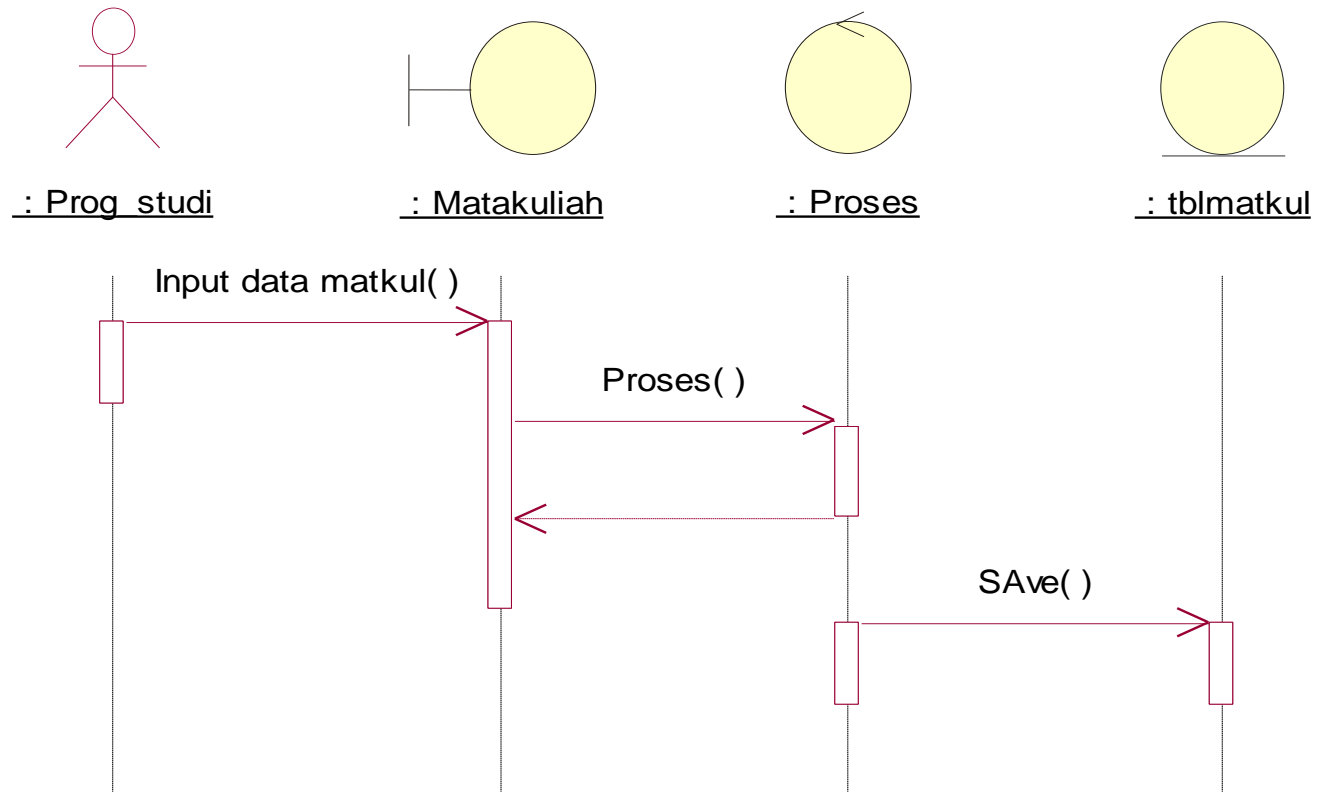 : Prog_studi
: Matakuliah
: Proses
: tblmatkul
Input data matkul( )
Proses( )
SAve( )